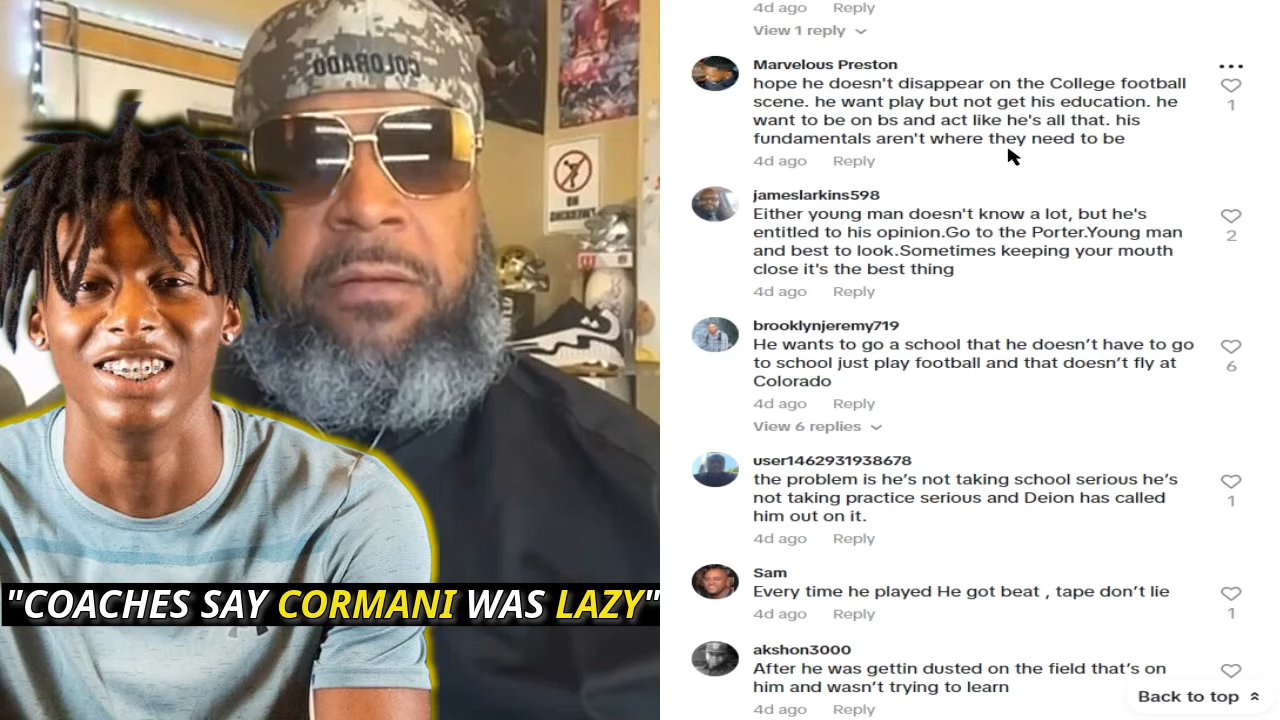 COLORADO
NO
SMOKING
"COACHES SAY CORMANI WAS LAZY"
4d ago Reply
View 1 reply
Marvelous Preston
hope he doesn't disappear on the College football
scene. he want play but not get his education. he
want to be on bs and act like he's all that. his
fundamentals aren't where they need to be
1
4d ago Reply
jameslarkins598
Either young man doesn't know a lot, but he's
entitled to his opinion.Go to the Porter.Young man
and best to look.Sometimes keeping your mouth
close it's the best thing
2
4d ago Reply
brooklynjeremy719
He wants to go a school that he doesn’t have to go
to school just play football and that doesn’t fly at
Colorado
6
4d ago Reply
View 6 replies
user1462931938678
the problem is he’s not taking school serious he’s
not taking practice serious and Deion has called
him out on it.
1
4d ago Reply
Sam
Every time he played He got beat , tape don’t lie
1
4d ago Reply
akshon3000
After he was gettin dusted on the field that’s on
him and wasn’t trying to learn
4d ago Reply
Back to top